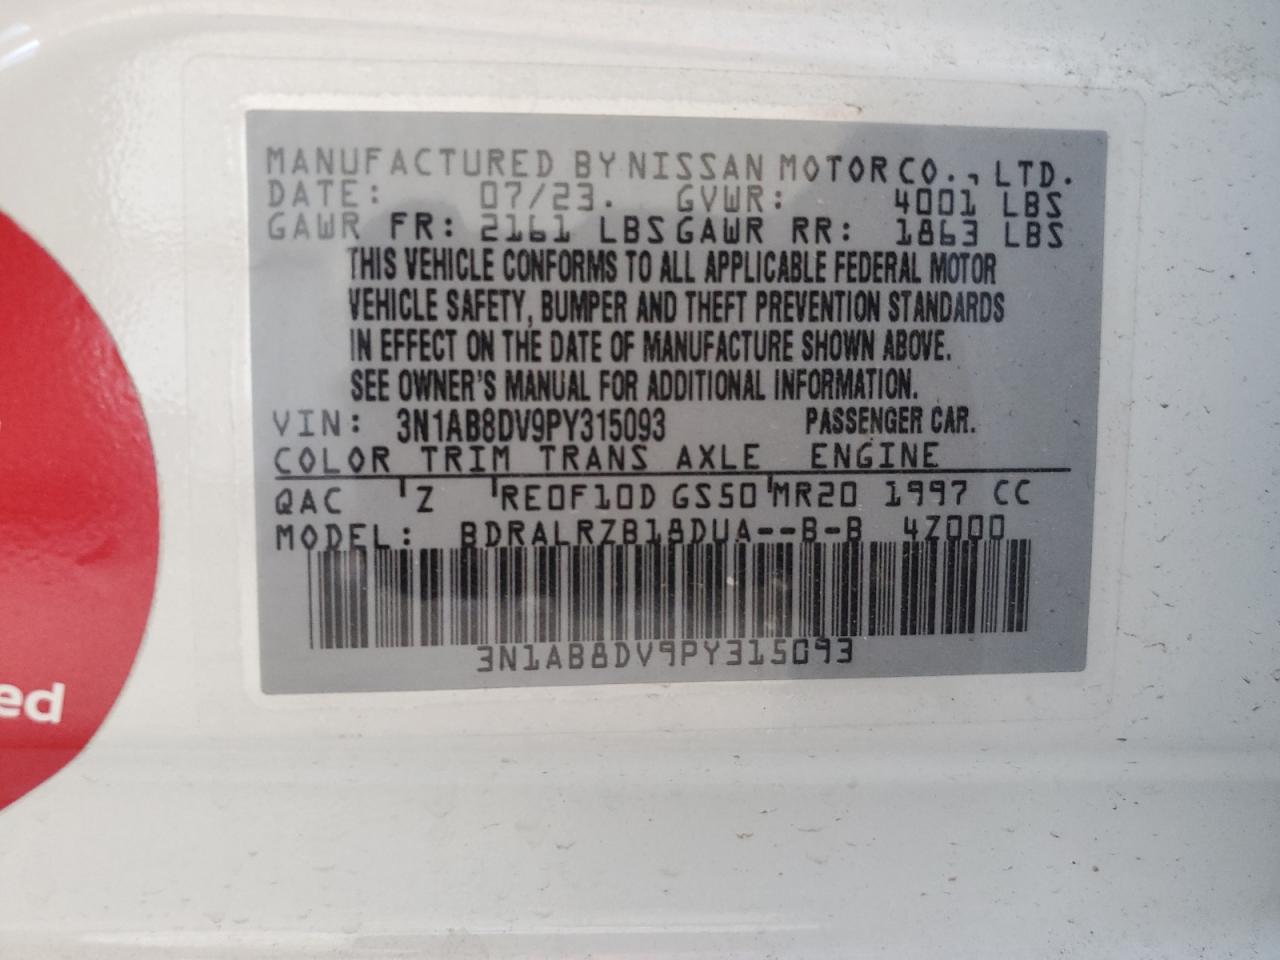 MANUFACTURED BY NISSAN MOTOR CO., LTD.
DATE: 07/23. GVWR: 4001 LBS
GAWR FR: 2161 LBS GAWR RR: 1863 LBS
THIS VEHICLE CONFORMS TO ALL APPLICABLE FEDERAL MOTOR
VEHICLE SAFETY, BUMPER AND THEFT PREVENTION STANDARDS
IN EFFECT ON THE DATE OF MANUFACTURE SHOWN ABOVE.
SEE OWNER'S MANUAL FOR ADDITIONAL INFORMATION.
VIN: 3N1AB8DV9PY315093 PASSENGER CAR.
COLOR TRIM TRANS AXLE ENGINE
QAC Z RE0F10D GS50 MR20 1997 CC
MODEL: BDRALRZB18DUA--B-B 4Z000
3N1AB8DV9PY315093
ed